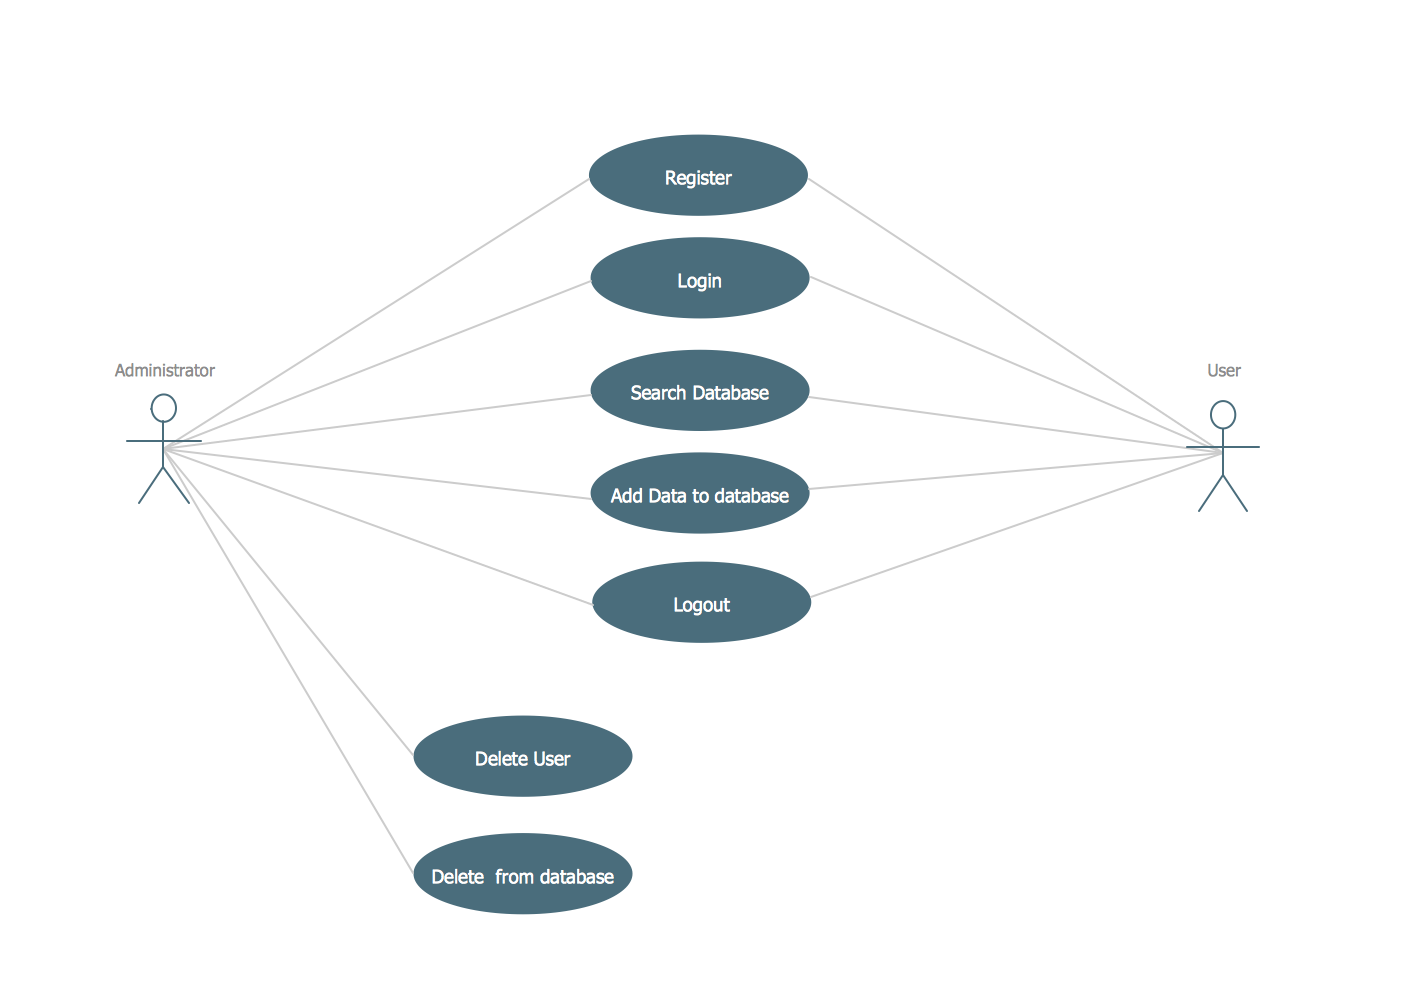 Register
Login
Administrator
User
Search Database
Add Data to database
Logout
Delete User
Delete  from database